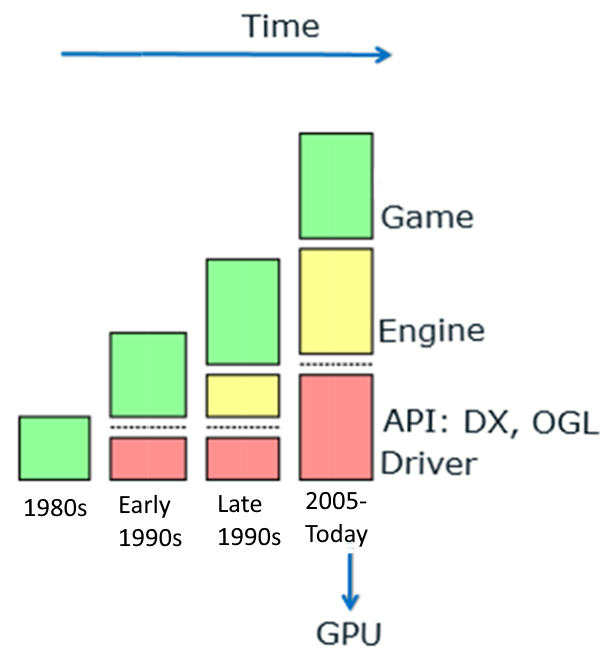 Time
Game
Engine
API: DX, OGL
Driver
1980s
Early
1990s
Late
1990s
2005-
Today
GPU